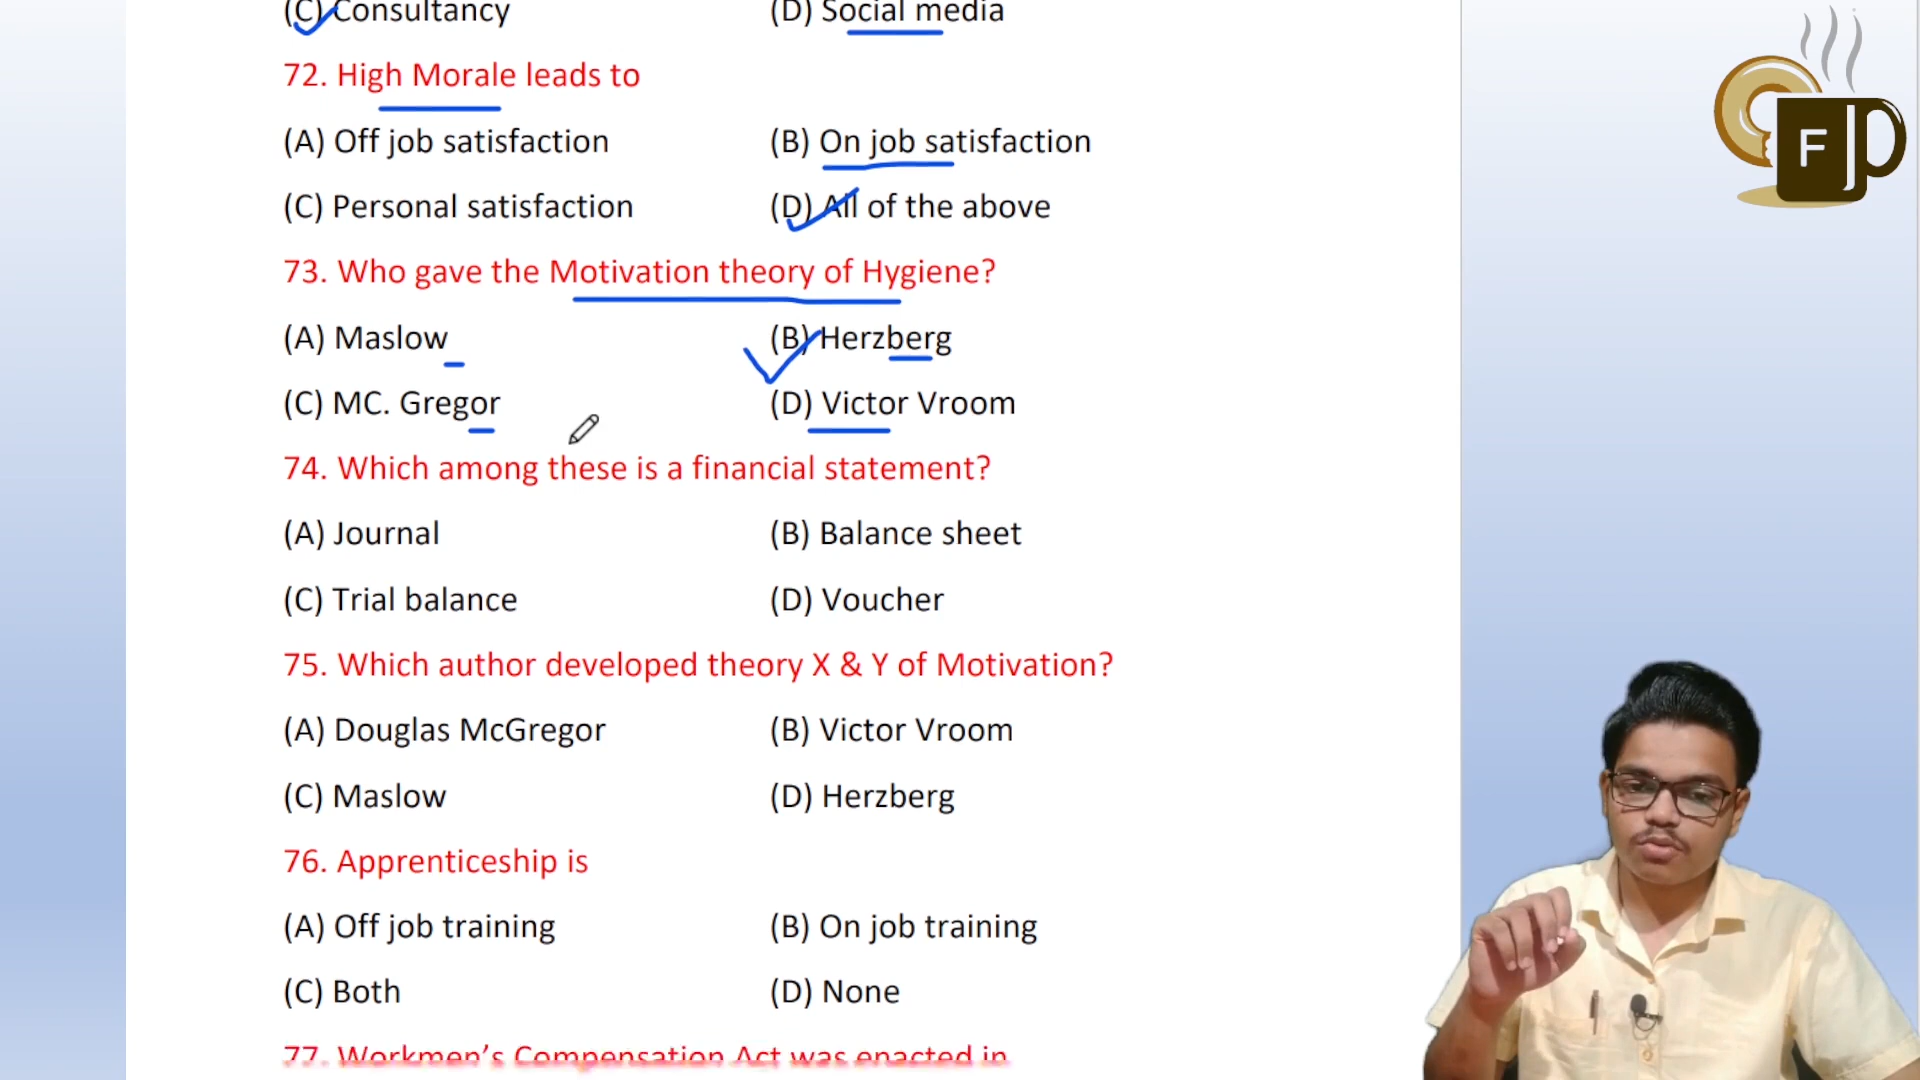 (C) Consultancy (D) Social media
72. High Morale leads to
(A) Off job satisfaction (B) On job satisfaction
(C) Personal satisfaction (D) All of the above
73. Who gave the Motivation theory of Hygiene?
(A) Maslow (B) Herzberg
(C) MC. Gregor (D) Victor Vroom
74. Which among these is a financial statement?
(A) Journal (B) Balance sheet
(C) Trial balance (D) Voucher
75. Which author developed theory X & Y of Motivation?
(A) Douglas McGregor (B) Victor Vroom
(C) Maslow (D) Herzberg
76. Apprenticeship is
(A) Off job training (B) On job training
(C) Both (D) None
77. Workmen's Compensation Act was enacted in
F J